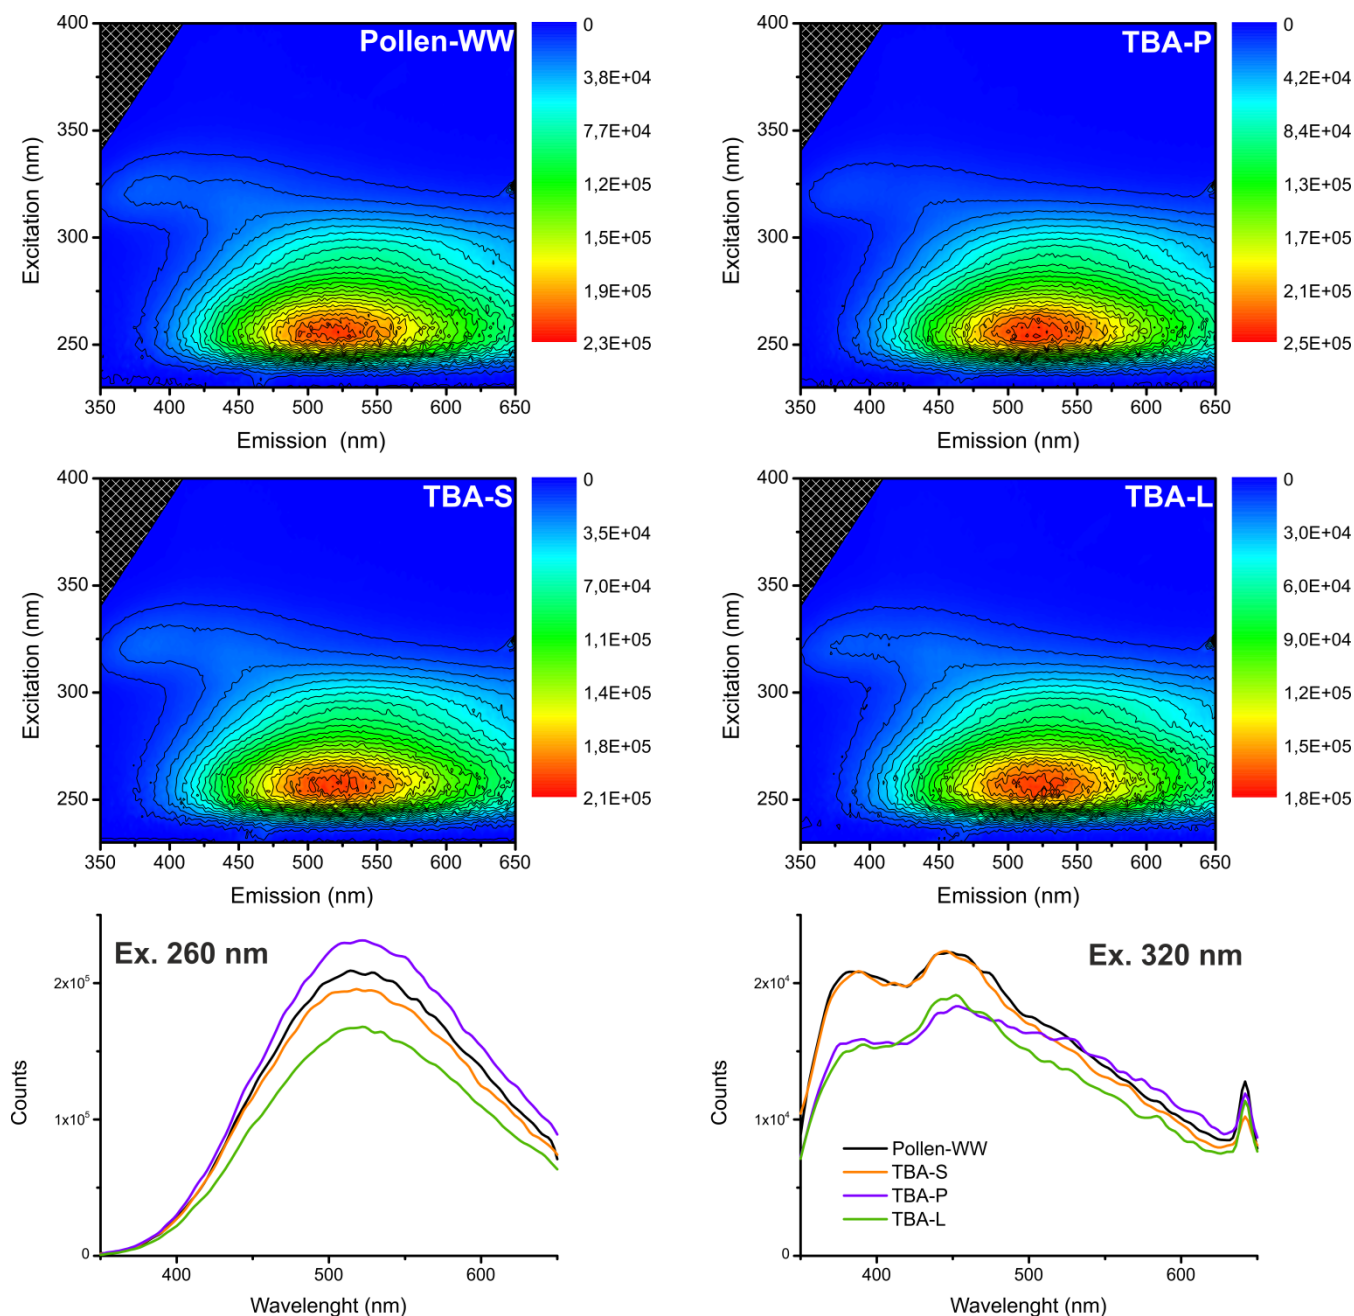 Pollen-WW
400
350
300
250
Excitation (nm)
350 400 450 500 550 600 650
Emission (nm)
0
3,8E+04
7,7E+04
1,2E+05
1,5E+05
1,9E+05
2,3E+05
TBA-P
400
350
300
250
Excitation (nm)
350 400 450 500 550 600 650
Emission (nm)
0
4,2E+04
8,4E+04
1,3E+05
1,7E+05
2,1E+05
2,5E+05
TBA-S
400
350
300
250
Excitation (nm)
350 400 450 500 550 600 650
Emission (nm)
0
3,5E+04
7,0E+04
1,1E+05
1,4E+05
1,8E+05
2,1E+05
TBA-L
400
350
300
250
Excitation (nm)
350 400 450 500 550 600 650
Emission (nm)
0
3,0E+04
6,0E+04
9,0E+04
1,2E+05
1,5E+05
1,8E+05
Ex. 260 nm
2x10⁵
1x10⁵
0
Counts
400 500 600
Wavelenght (nm)
Ex. 320 nm
2x10⁴
1x10⁴
0
Counts
Pollen-WW
TBA-S
TBA-P
TBA-L
400 500 600
Wavelenght (nm)